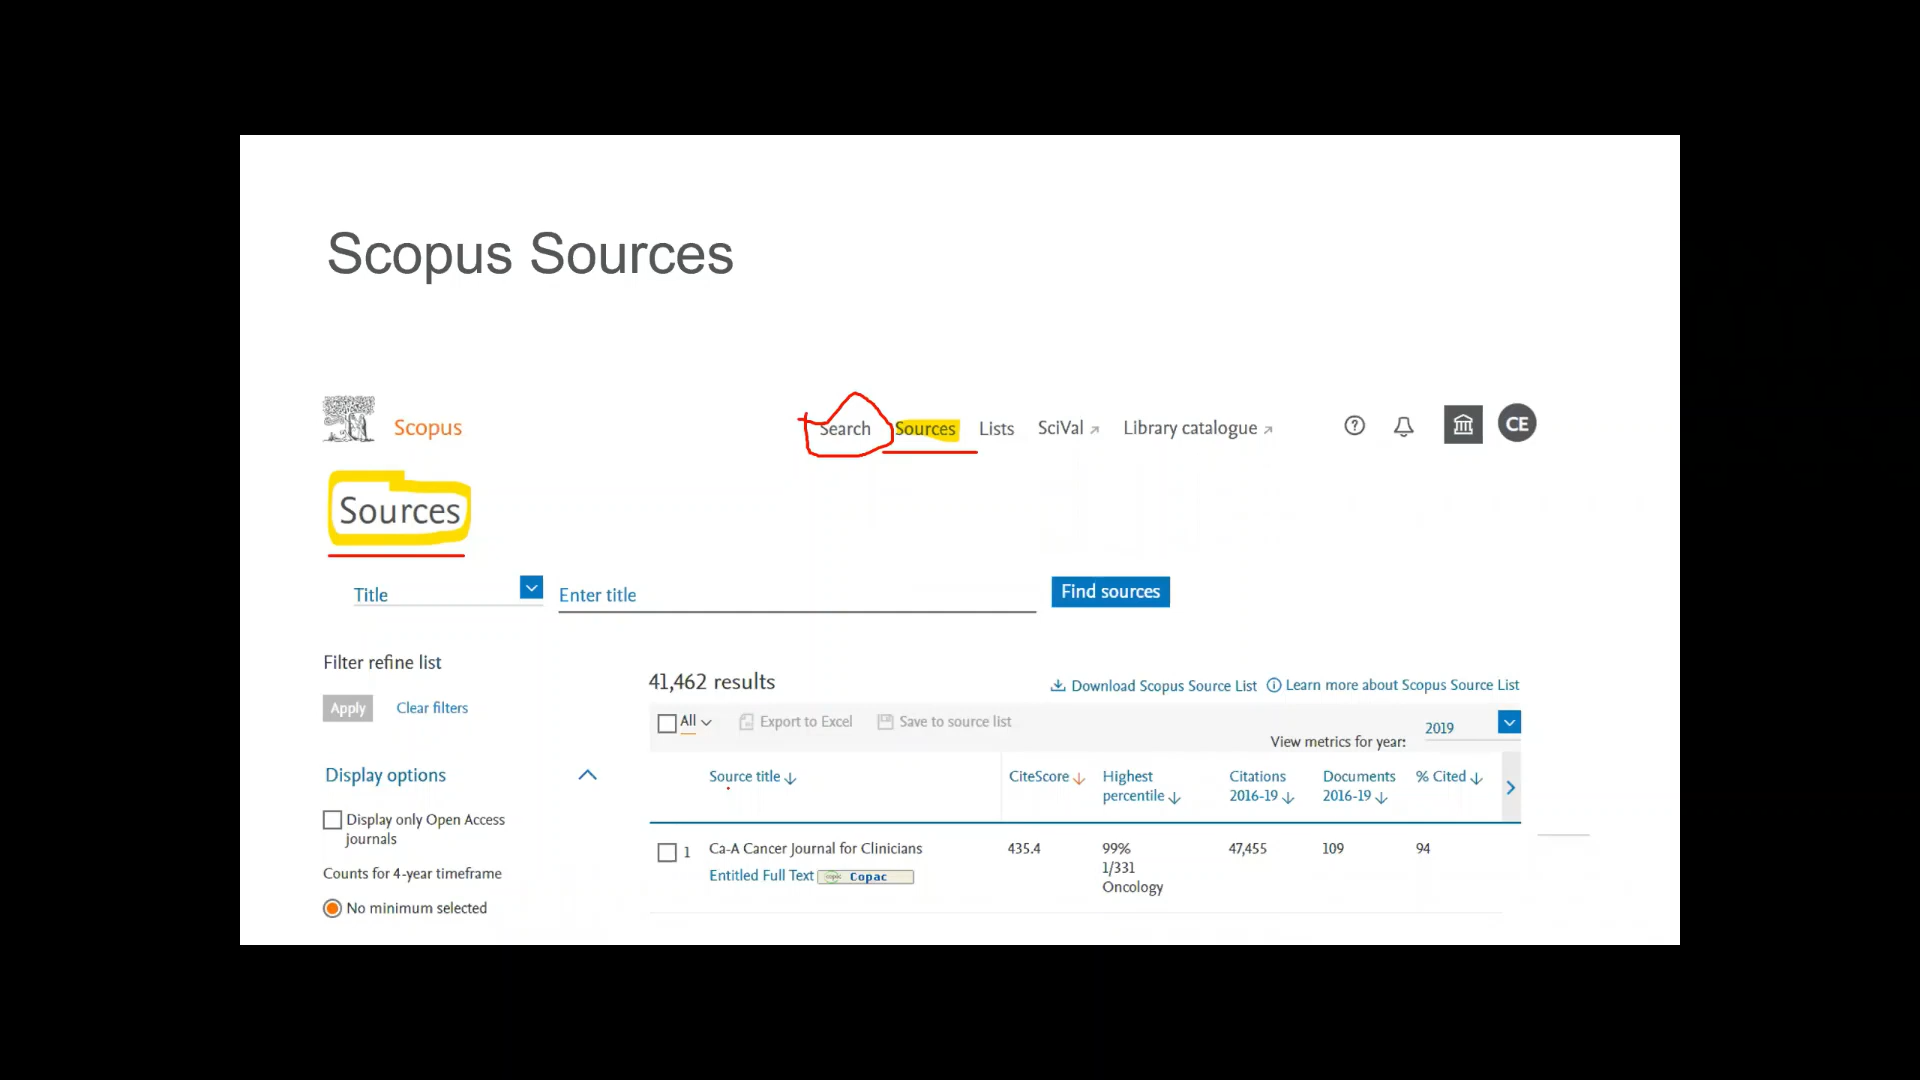 Scopus Sources
Scopus
Search Sources Lists SciVal Library catalogue CE
Sources
Title Enter title Find sources
Filter refine list
Apply Clear filters
41,462 results
Download Scopus Source List Learn more about Scopus Source List
All Export to Excel Save to source list
View metrics for year: 2019
Display options
Display only Open Access
journals
Counts for 4-year timeframe
No minimum selected
Source title CiteScore Highest Citations Documents % Cited
percentile 2016-19 2016-19
1 Ca-A Cancer Journal for Clinicians 435.4 99% 47,455 109 94
Entitled Full Text Copac 1/331
Oncology